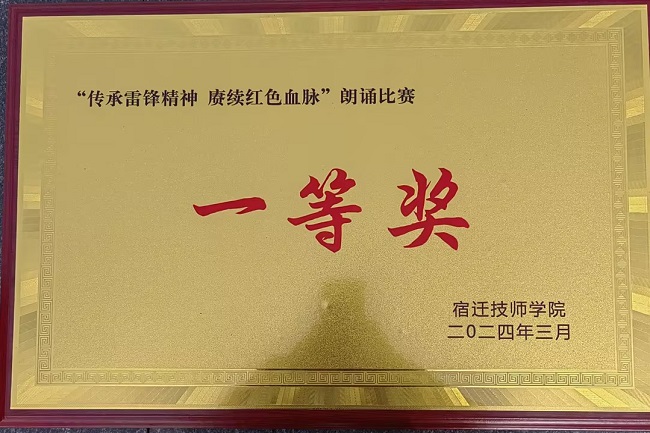 “传承雷锋精神 赓续红色血脉”朗诵比赛
一等奖
宿迁技师学院
二〇二四年三月